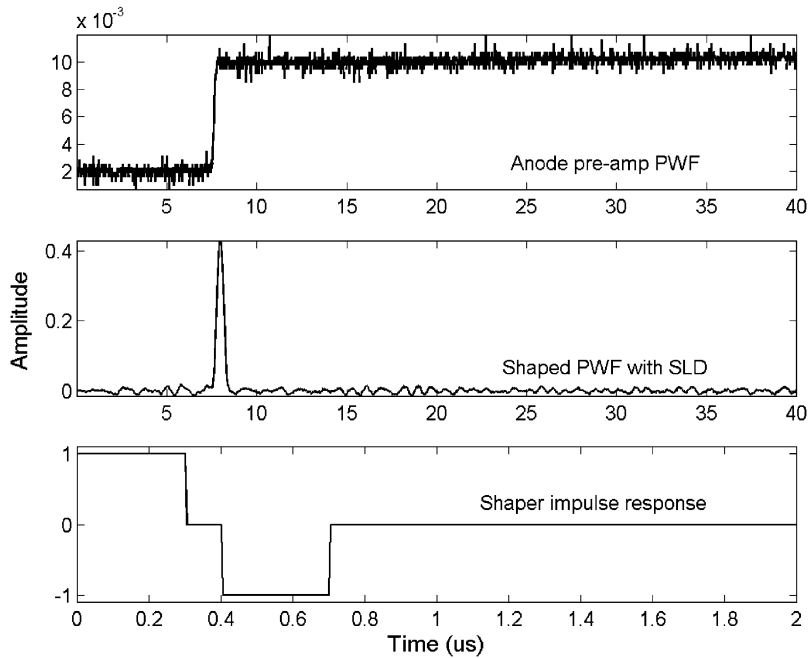 x 10⁻³
10
8
6
4
2
Anode pre-amp PWF
5 10 15 20 25 30 35 40
Amplitude
0.4
0.2
0
Shaped PWF with SLD
5 10 15 20 25 30 35 40
1
0
-1
Shaper impulse response
0 0.2 0.4 0.6 0.8 1 1.2 1.4 1.6 1.8 2
Time (us)